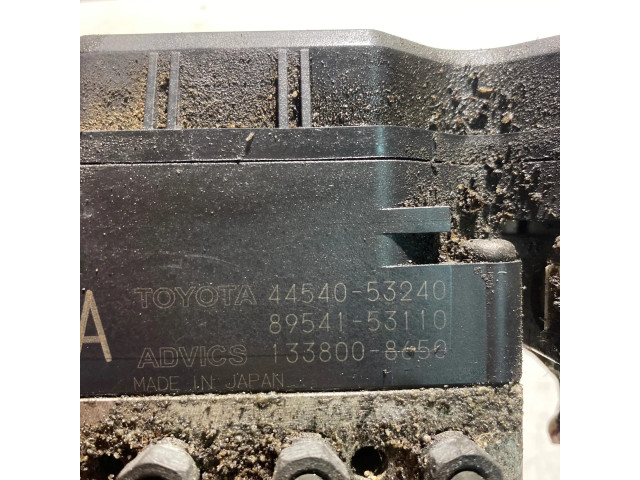 A
TOYOTA 44540-53240
89541-53110
ADVICS 133800-8650
MADE IN JAPAN